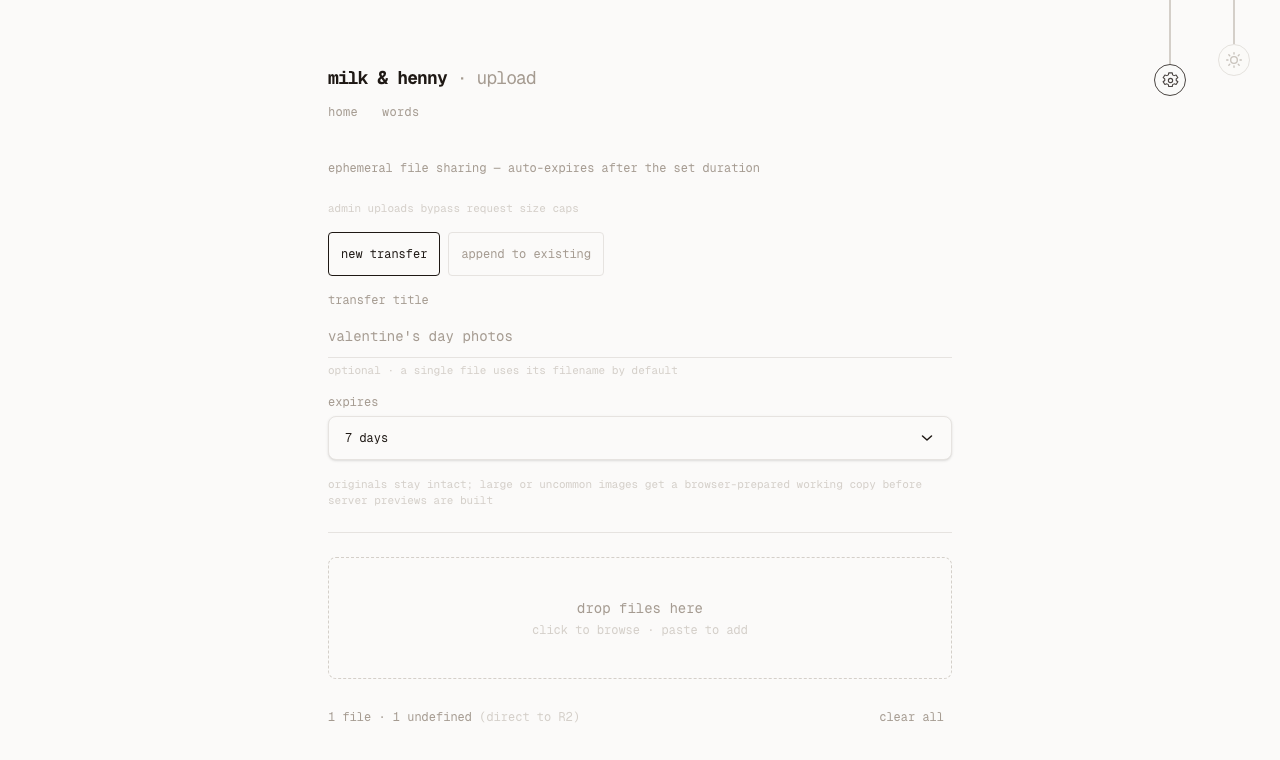 milk & henny · upload
home words
ephemeral file sharing — auto-expires after the set duration
admin uploads bypass request size caps
new transfer append to existing
transfer title
valentine's day photos
optional · a single file uses its filename by default
expires
7 days
originals stay intact; large or uncommon images get a browser-prepared working copy before
server previews are built
drop files here
click to browse · paste to add
1 file · 1 undefined (direct to R2) clear all